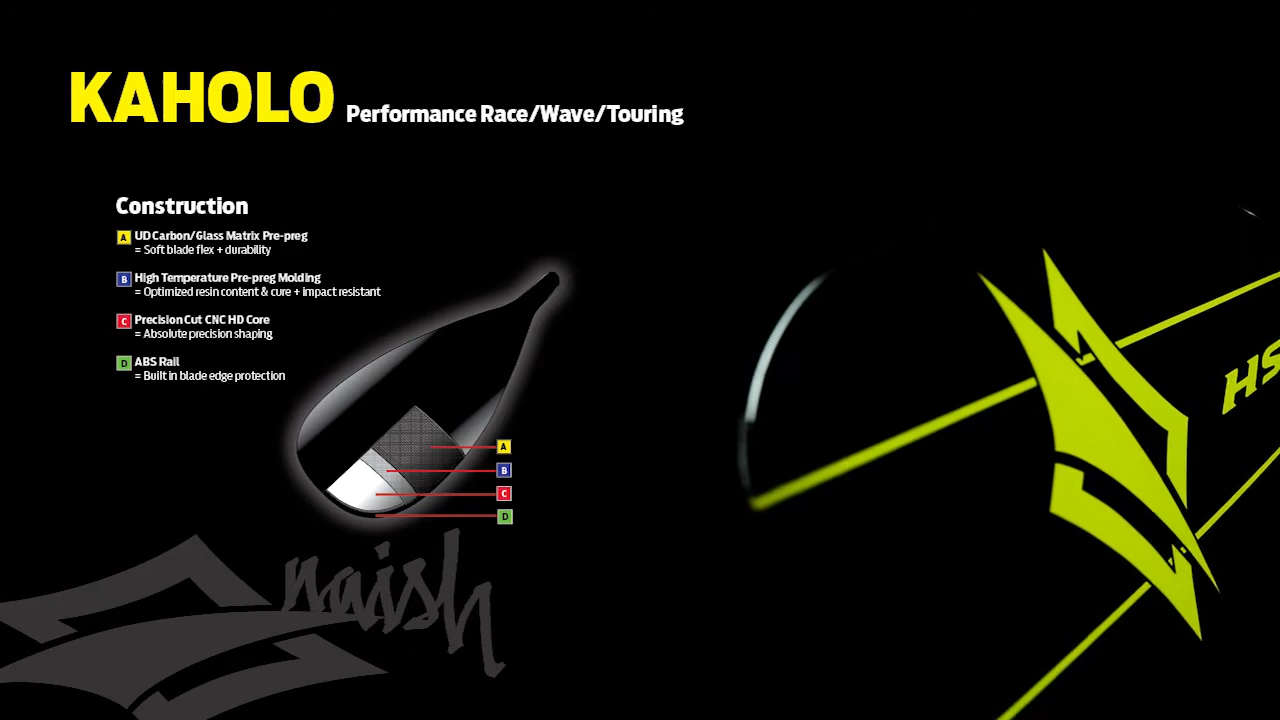 KAHOLO Performance Race/Wave/Touring
Construction
A UD Carbon/Glass Matrix Pre-preg
= Soft blade flex + durability
B High Temperature Pre-preg Molding
= Optimized resin content & cure + impact resistant
C Precision Cut CNC HD Core
= Absolute precision shaping
D ABS Rail
= Built in blade edge protection
A
B
C
D
naish
HS